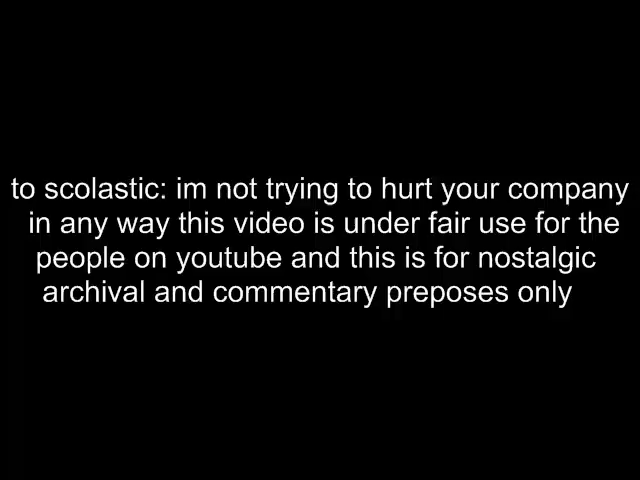 to scolastic: im not trying to hurt your company
in any way this video is under fair use for the
people on youtube and this is for nostalgic
archival and commentary preposes only